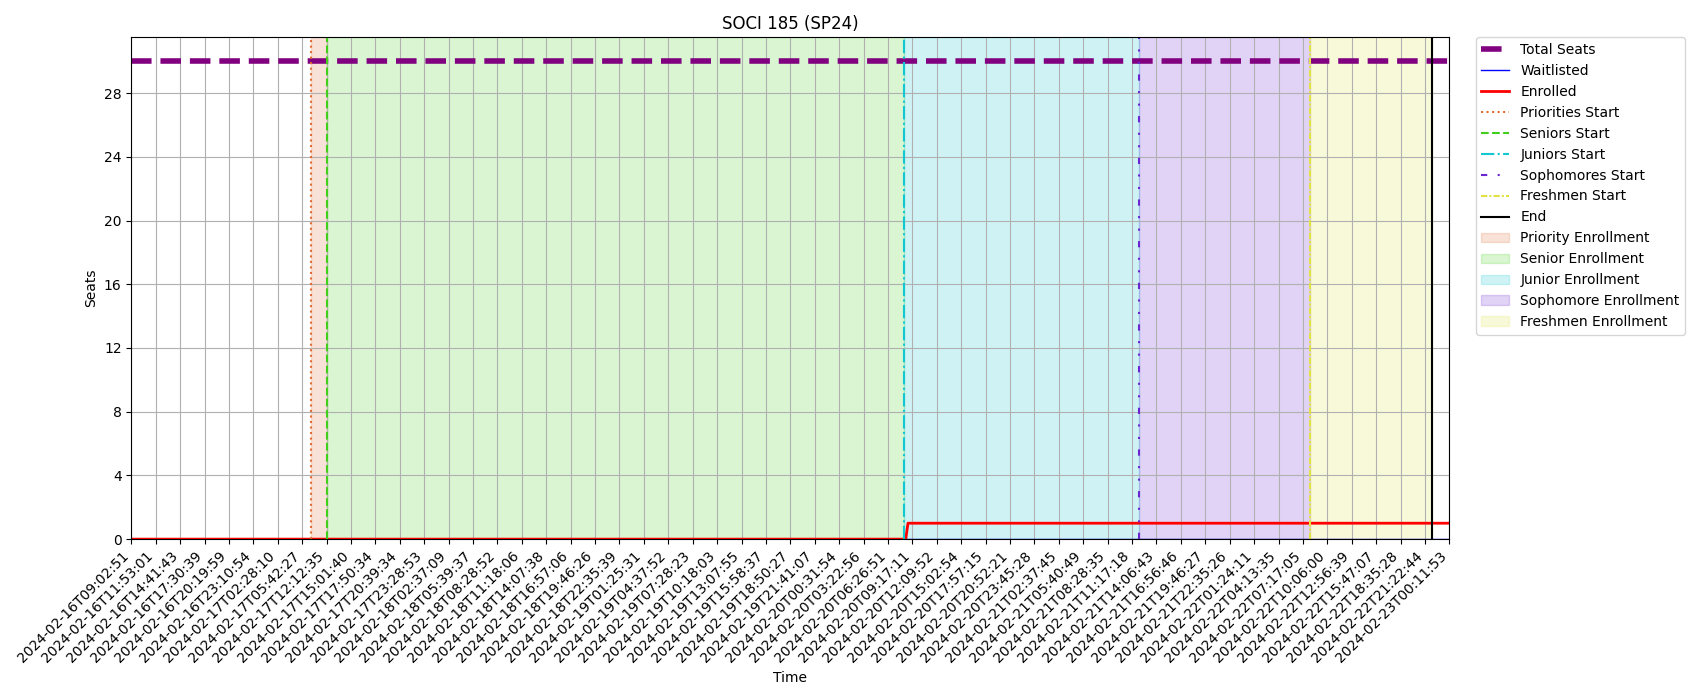 SOCI 185 (SP24)
Seats
28
24
20
16
12
8
4
0
2024-02-16T09:02:51
2024-02-16T11:53:01
2024-02-16T14:41:43
2024-02-16T17:30:39
2024-02-16T20:19:59
2024-02-16T23:10:54
2024-02-17T02:28:10
2024-02-17T05:42:27
2024-02-17T12:12:35
2024-02-17T15:01:40
2024-02-17T17:50:34
2024-02-17T20:39:34
2024-02-17T23:28:53
2024-02-18T02:37:09
2024-02-18T05:39:37
2024-02-18T08:28:52
2024-02-18T11:18:06
2024-02-18T14:07:38
2024-02-18T16:57:06
2024-02-18T19:46:26
2024-02-18T22:35:39
2024-02-19T01:25:31
2024-02-19T04:37:52
2024-02-19T07:28:23
2024-02-19T10:18:03
2024-02-19T13:07:55
2024-02-19T15:58:37
2024-02-19T18:50:27
2024-02-19T21:41:07
2024-02-20T00:31:54
2024-02-20T03:22:56
2024-02-20T06:26:51
2024-02-20T09:17:11
2024-02-20T12:09:52
2024-02-20T15:02:54
2024-02-20T17:57:15
2024-02-20T20:52:21
2024-02-20T23:45:28
2024-02-21T02:37:45
2024-02-21T05:40:49
2024-02-21T08:28:35
2024-02-21T11:17:18
2024-02-21T14:06:43
2024-02-21T16:56:46
2024-02-21T19:46:27
2024-02-21T22:35:26
2024-02-22T01:24:11
2024-02-22T04:13:35
2024-02-22T07:17:05
2024-02-22T10:06:00
2024-02-22T12:56:39
2024-02-22T15:47:07
2024-02-22T18:35:28
2024-02-22T21:22:44
2024-02-23T00:11:53
Time
Total Seats
Waitlisted
Enrolled
Priorities Start
Seniors Start
Juniors Start
Sophomores Start
Freshmen Start
End
Priority Enrollment
Senior Enrollment
Junior Enrollment
Sophomore Enrollment
Freshmen Enrollment